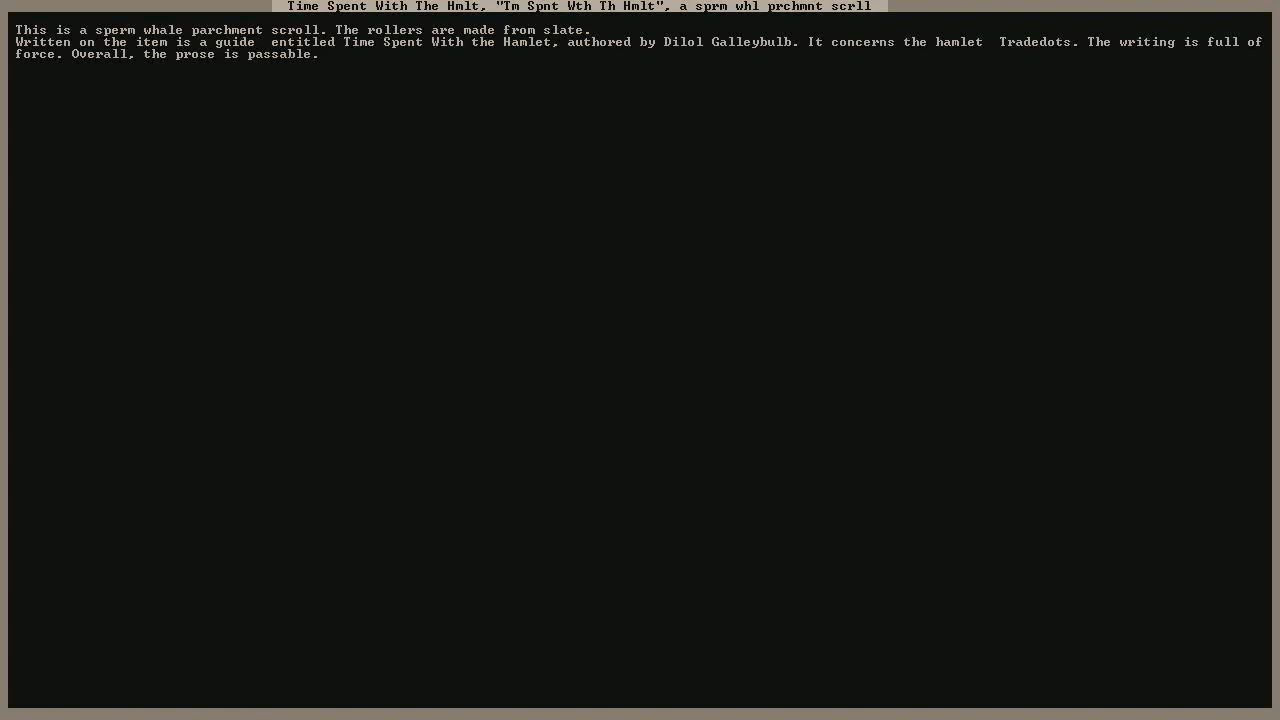 Time Spent With The Hmlt, "Tm Spnt Wth Th Hmlt", a sprm whl prchmnt scrll
This is a sperm whale parchment scroll. The rollers are made from slate.
Written on the item is a guide  entitled Time Spent With the Hamlet, authored by Dilol Galleybulb. It concerns the hamlet  Tradedots. The writing is full of
force. Overall, the prose is passable.